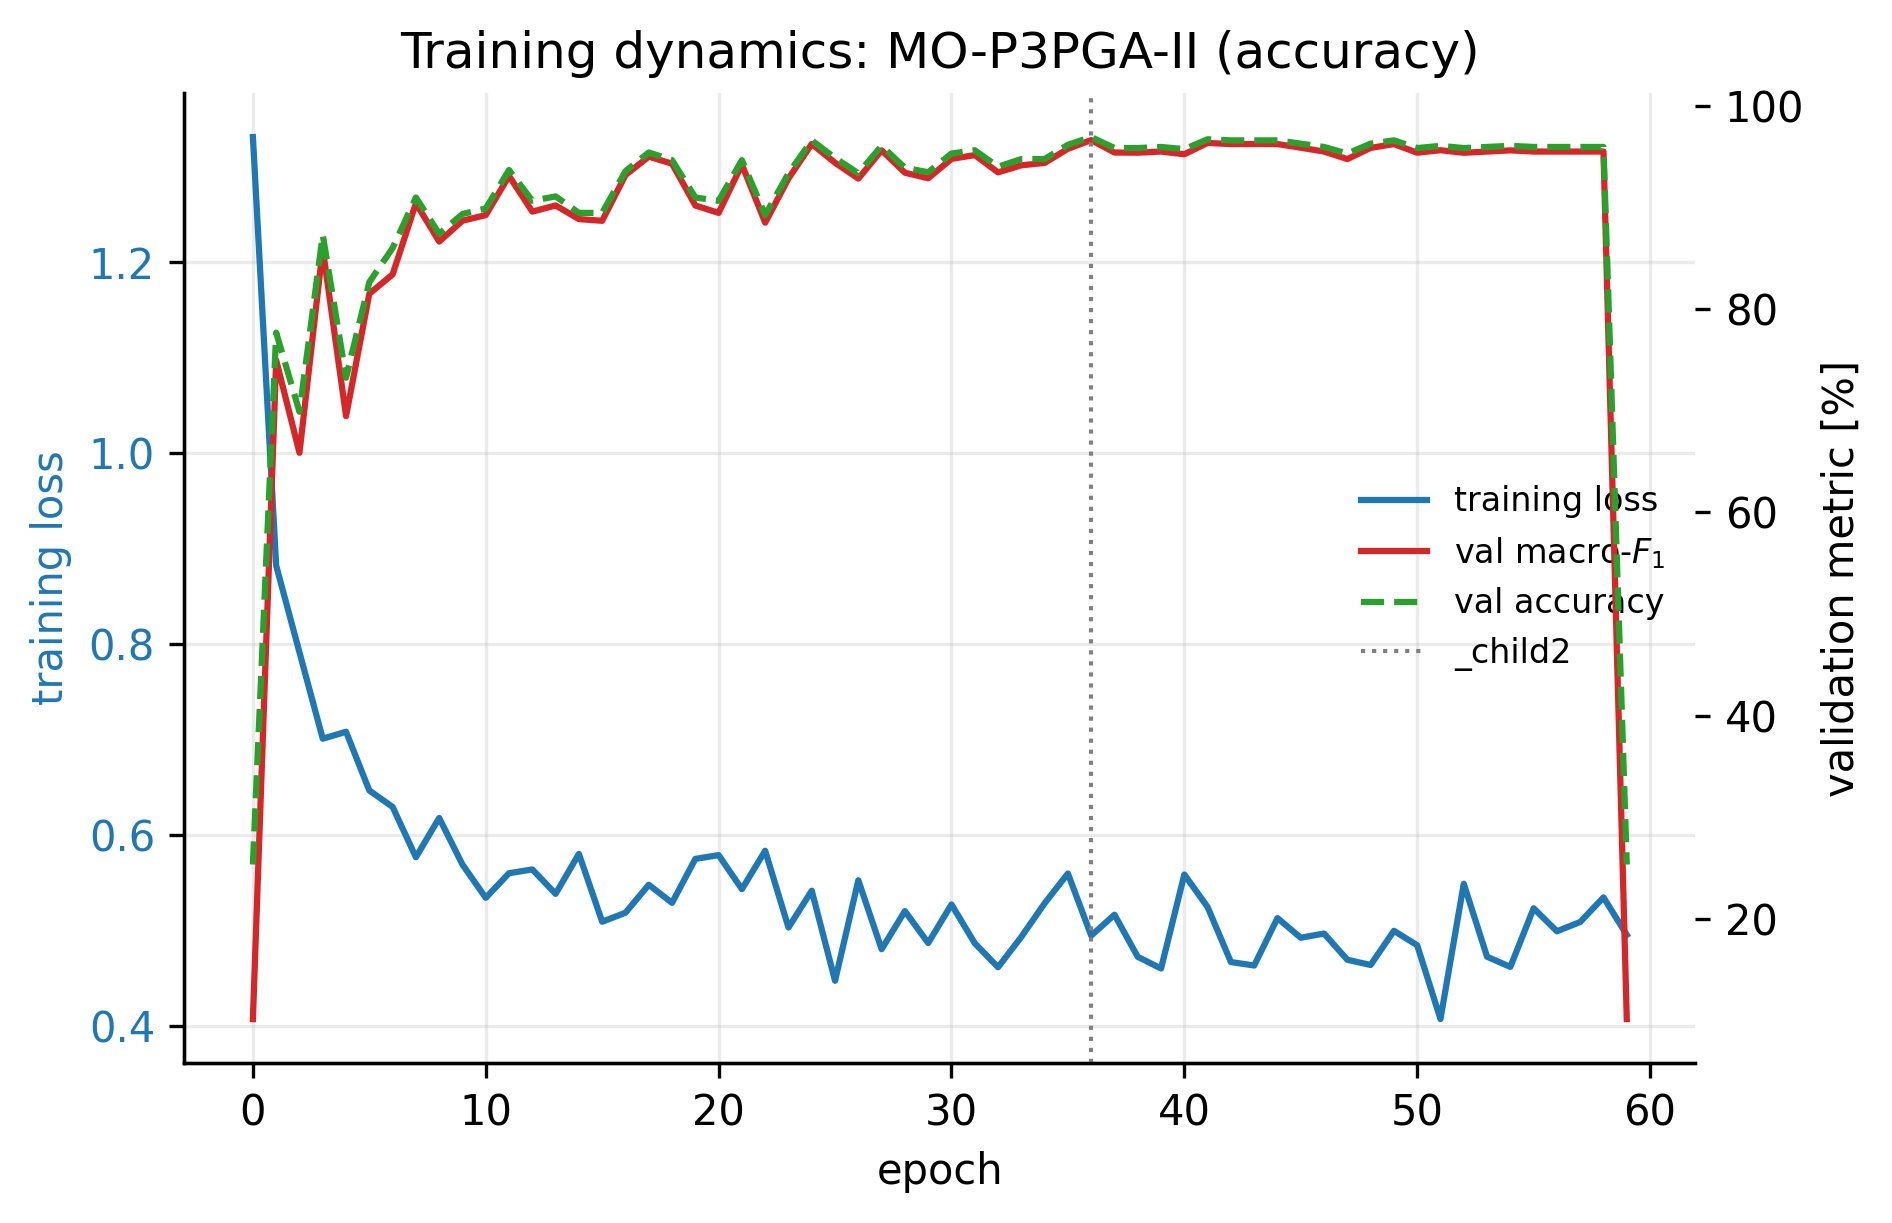 Training dynamics: MO-P3PGA-II (accuracy)
training loss
1.2
1.0
0.8
0.6
0.4
100
80
60
40
20
validation metric [%]
training loss
val macro-F₁
val accuracy
_child2
0 10 20 30 40 50 60
epoch